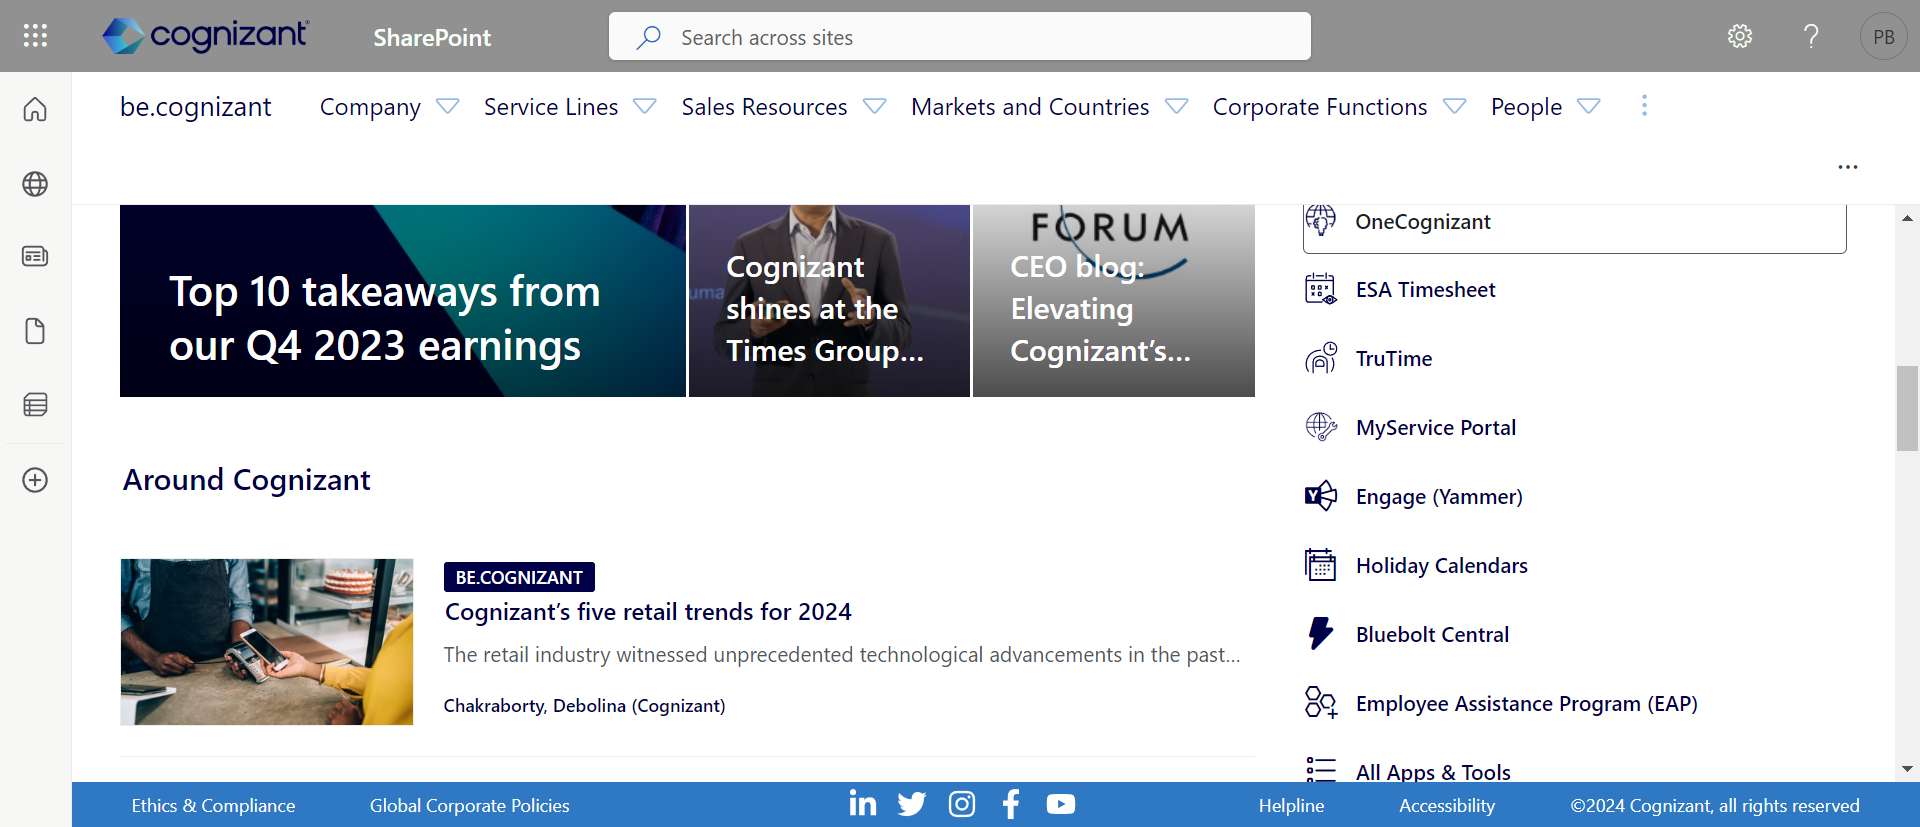 cognizant
SharePoint
Search across sites
?
PB
be.cognizant
Company
Service Lines
Sales Resources
Markets and Countries
Corporate Functions
People
Top 10 takeaways from
our Q4 2023 earnings
uma
Cognizant
shines at the
Times Group...
FORUM
CEO blog:
Elevating
Cognizant’s...
OneCognizant
ESA Timesheet
TruTime
MyService Portal
Engage (Yammer)
Holiday Calendars
Bluebolt Central
Employee Assistance Program (EAP)
All Apps & Tools
Around Cognizant
BE.COGNIZANT
Cognizant’s five retail trends for 2024
The retail industry witnessed unprecedented technological advancements in the past...
Chakraborty, Debolina (Cognizant)
Ethics & Compliance
Global Corporate Policies
Helpline
Accessibility
©2024 Cognizant, all rights reserved